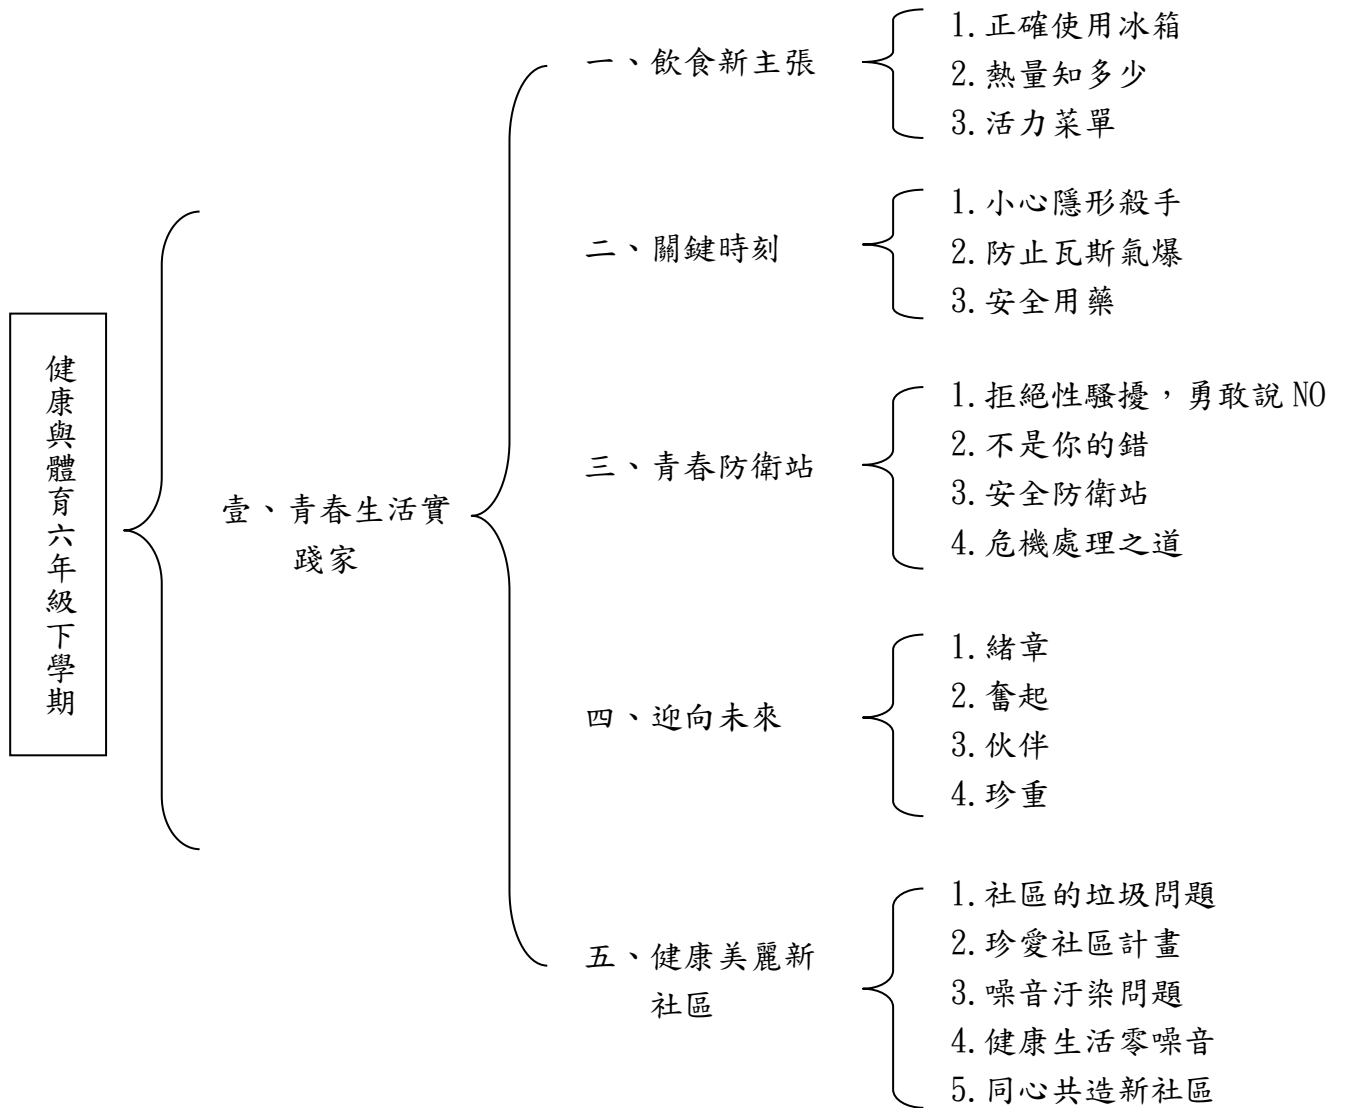 健康與體育六年級下學期
壹、青春生活實
踐家
一、飲食新主張
1.正確使用冰箱
2.熱量知多少
3.活力菜單
二、關鍵時刻
1.小心隱形殺手
2.防止瓦斯氣爆
3.安全用藥
三、青春防衛站
1.拒絕性騷擾，勇敢說 NO
2.不是你的錯
3.安全防衛站
4.危機處理之道
四、迎向未來
1.緒章
2.奮起
3.伙伴
4.珍重
五、健康美麗新
社區
1.社區的垃圾問題
2.珍愛社區計畫
3.噪音汙染問題
4.健康生活零噪音
5.同心共造新社區